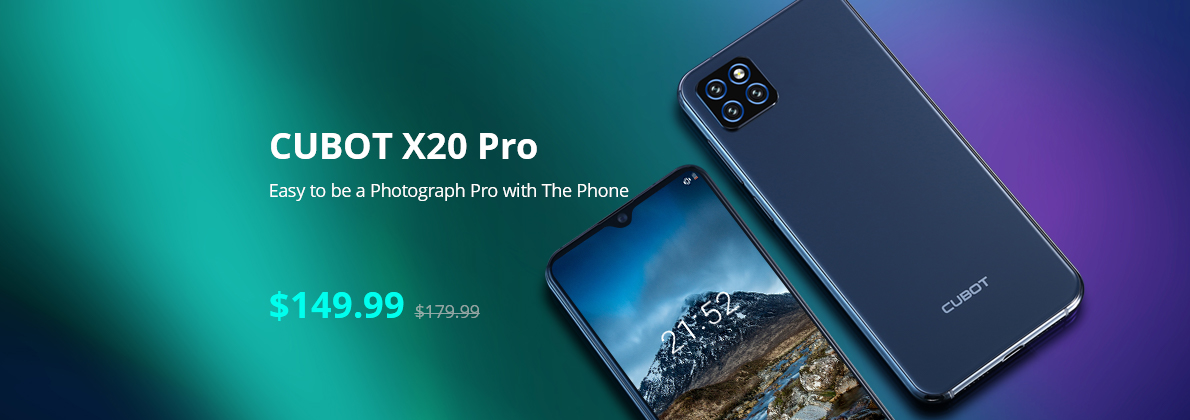 CUBOT X20 Pro
Easy to be a Photograph Pro with The Phone
$149.99 $179.99
21:52
CUBOT